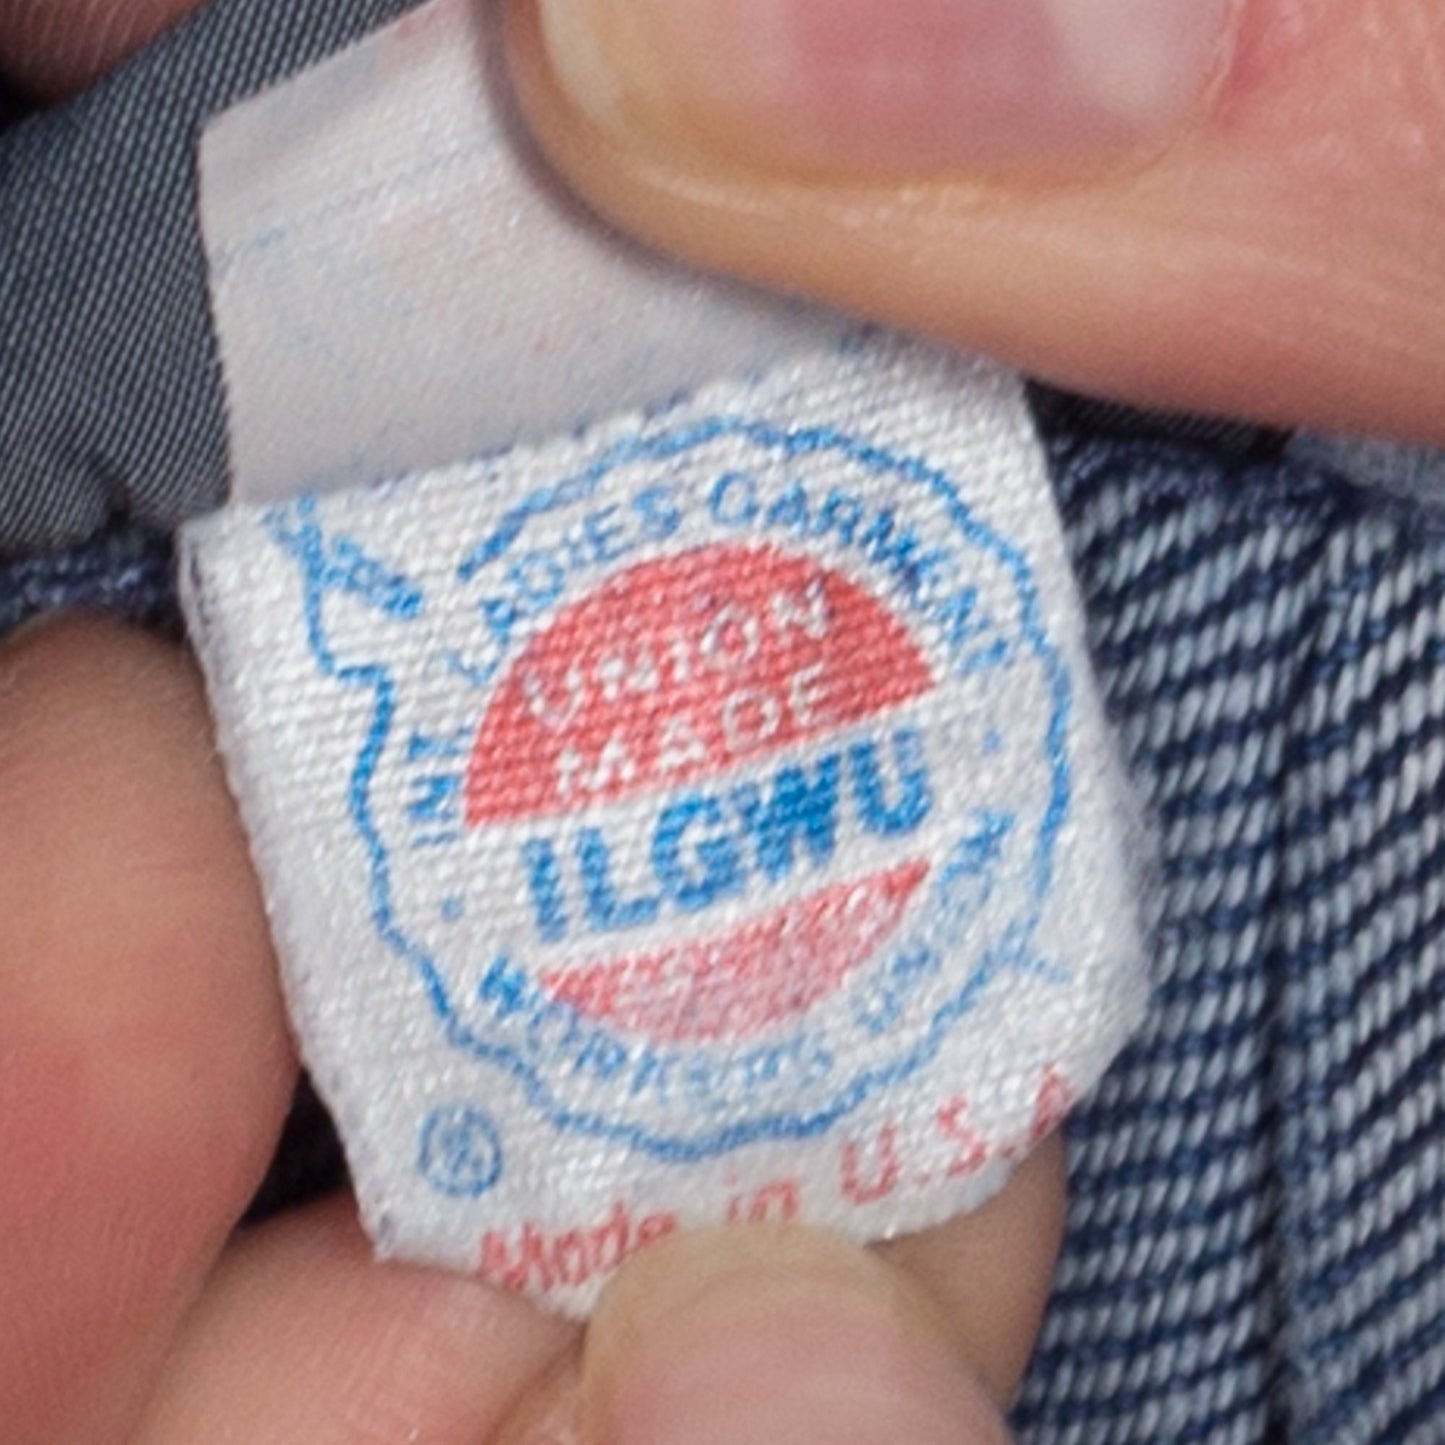 INT. LADIES GARMENT
UNION
MADE
ILGWU
WORKERS UNION
®
Made in U.S.A